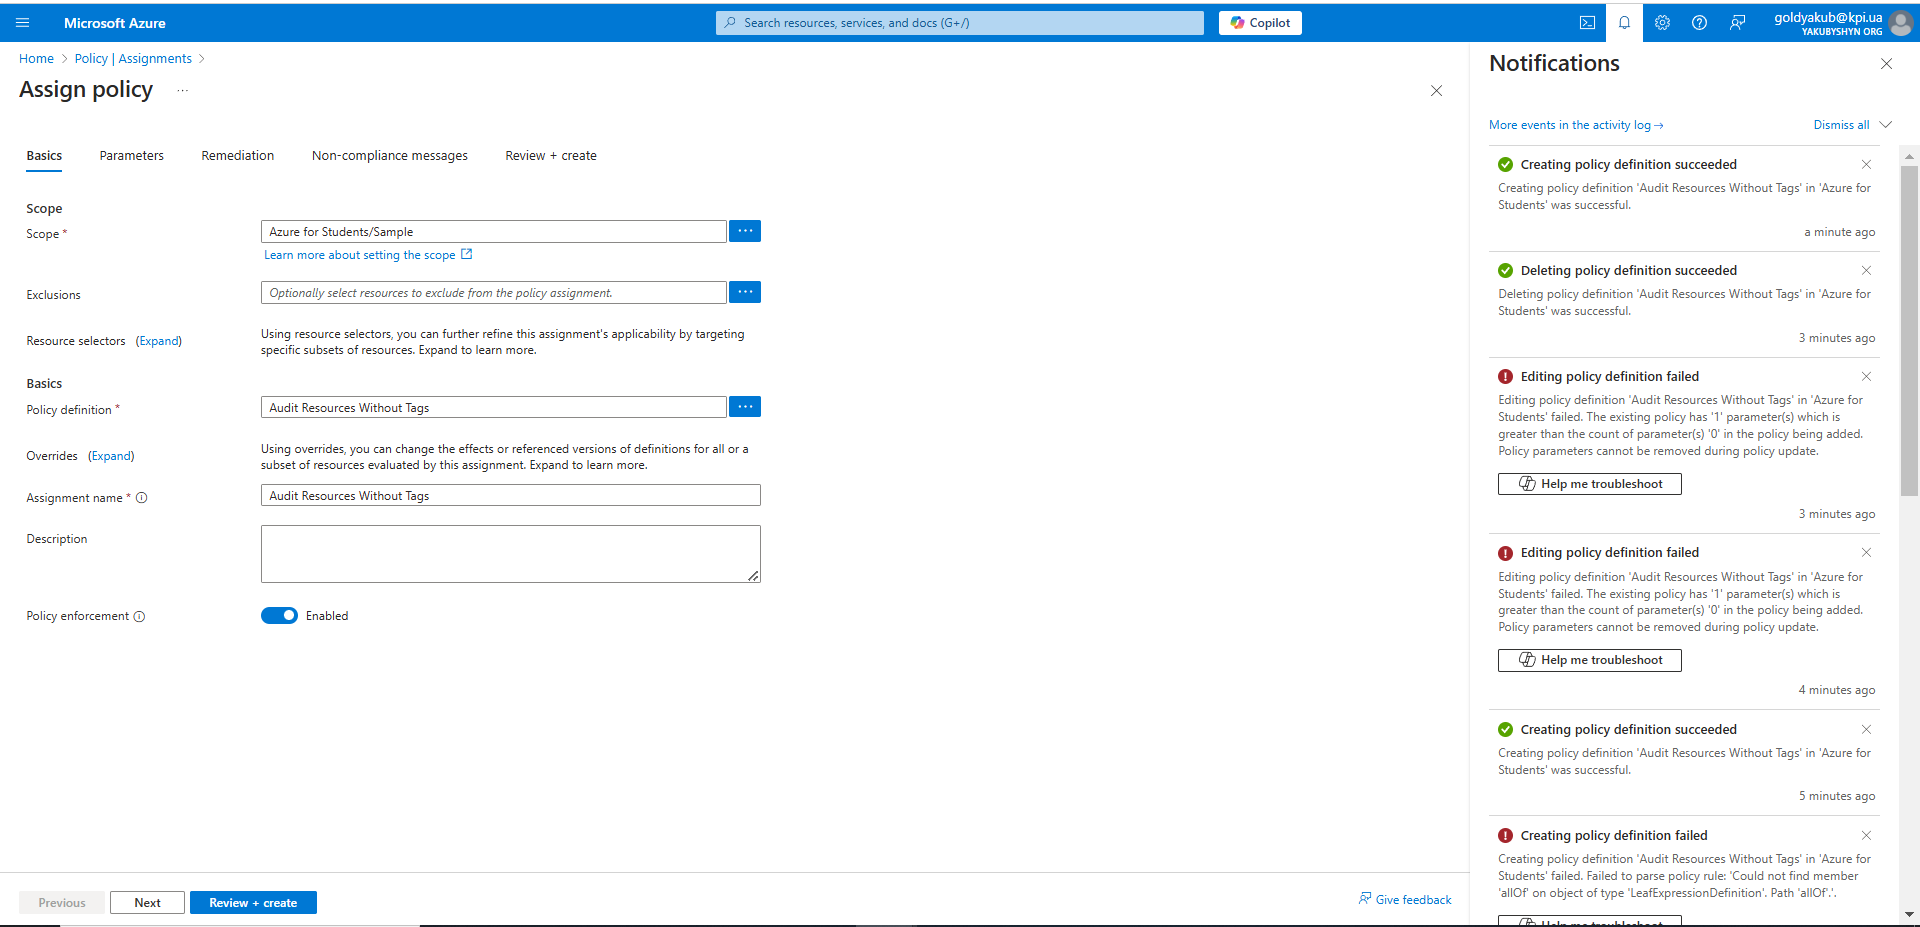 Microsoft Azure
Search resources, services, and docs (G+/)
Copilot
goldyakub@kpi.ua
YAKUBYSHYN ORG
Home > Policy | Assignments >
Assign policy ...
Basics
Parameters
Remediation
Non-compliance messages
Review + create
Scope
Scope *
Azure for Students/Sample
Learn more about setting the scope
Exclusions
Optionally select resources to exclude from the policy assignment.
Resource selectors (Expand)
Using resource selectors, you can further refine this assignment's applicability by targeting
specific subsets of resources. Expand to learn more.
Basics
Policy definition *
Audit Resources Without Tags
Overrides (Expand)
Using overrides, you can change the effects or referenced versions of definitions for all or a
subset of resources evaluated by this assignment. Expand to learn more.
Assignment name *
Audit Resources Without Tags
Description
Policy enforcement
Enabled
Previous
Next
Review + create
Give feedback
Notifications
More events in the activity log →
Dismiss all
Creating policy definition succeeded
Creating policy definition 'Audit Resources Without Tags' in 'Azure for
Students' was successful.
a minute ago
Deleting policy definition succeeded
Deleting policy definition 'Audit Resources Without Tags' in 'Azure for
Students' was successful.
3 minutes ago
Editing policy definition failed
Editing policy definition 'Audit Resources Without Tags' in 'Azure for
Students' failed. The existing policy has '1' parameter(s) which is
greater than the count of parameter(s) '0' in the policy being added.
Policy parameters cannot be removed during policy update.
Help me troubleshoot
3 minutes ago
Editing policy definition failed
Editing policy definition 'Audit Resources Without Tags' in 'Azure for
Students' failed. The existing policy has '1' parameter(s) which is
greater than the count of parameter(s) '0' in the policy being added.
Policy parameters cannot be removed during policy update.
Help me troubleshoot
4 minutes ago
Creating policy definition succeeded
Creating policy definition 'Audit Resources Without Tags' in 'Azure for
Students' was successful.
5 minutes ago
Creating policy definition failed
Creating policy definition 'Audit Resources Without Tags' in 'Azure for
Students' failed. Failed to parse policy rule: 'Could not find member
'allOf' on object of type 'LeafExpressionDefinition'. Path 'allOf'.'.
Help me troubleshoot